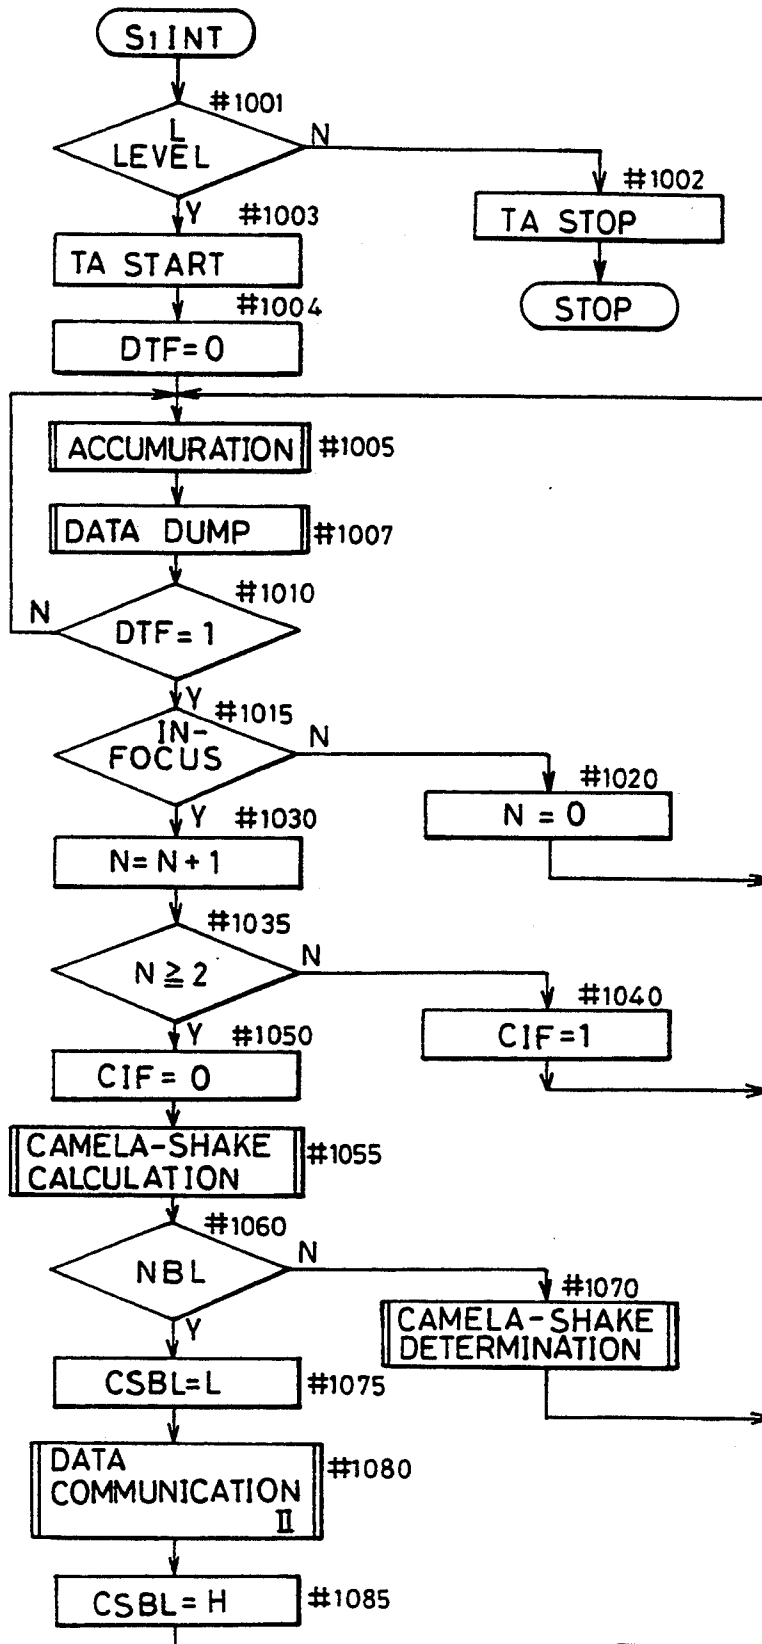 S1INT
#1001
L
LEVEL
N
#1002
TA STOP
STOP
Y
#1003
TA START
#1004
DTF=0
ACCUMURATION
#1005
DATA DUMP
#1007
#1010
N
DTF=1
Y
#1015
IN-
FOCUS
N
#1020
N=0
Y
#1030
N=N+1
#1035
N≧2
N
#1040
CIF=1
Y
#1050
CIF=0
CAMELA-SHAKE
CALCULATION
#1055
#1060
NBL
N
#1070
CAMELA-SHAKE
DETERMINATION
Y
CSBL=L
#1075
DATA
COMMUNICATION
II
#1080
CSBL=H
#1085